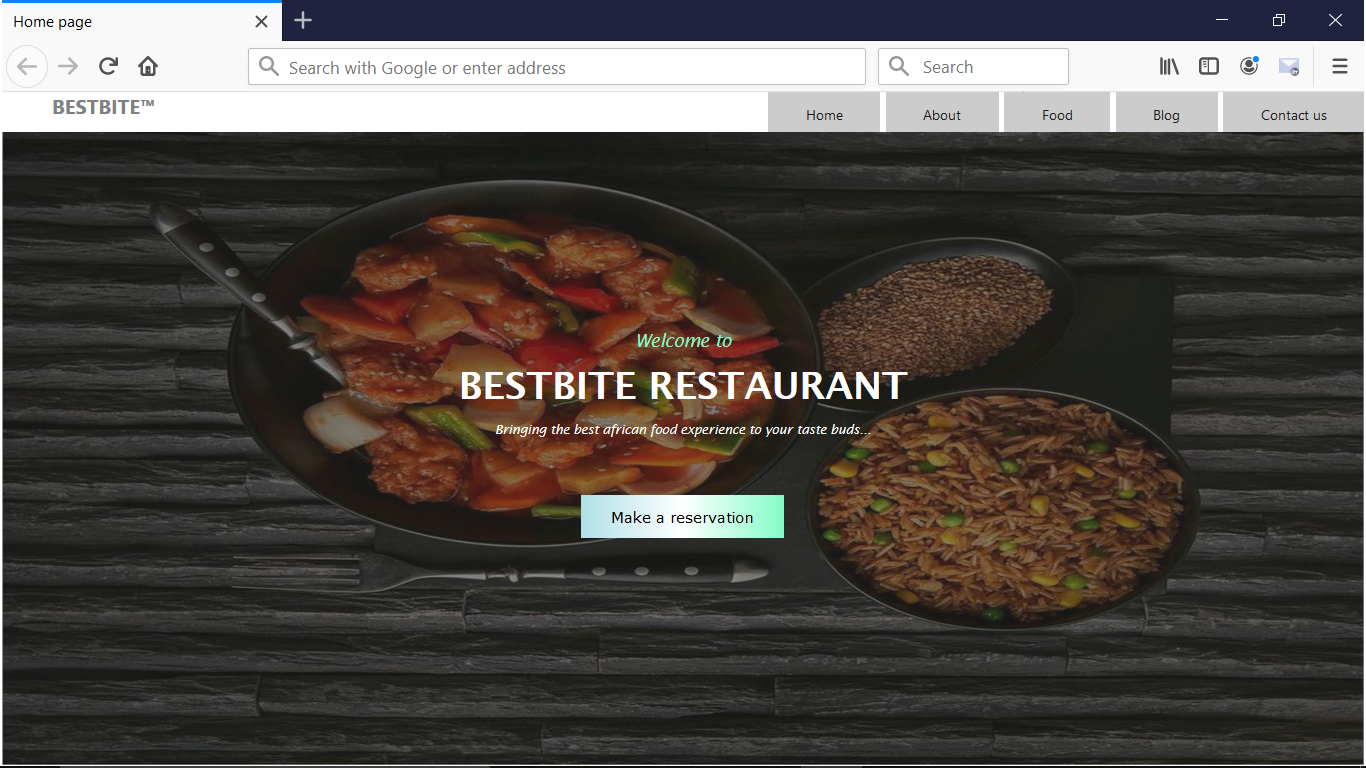 Home page
Search with Google or enter address
Search
BESTBITE™
Home
About
Food
Blog
Contact us
Welcome to
BESTBITE RESTAURANT
Bringing the best african food experience to your taste buds...
Make a reservation